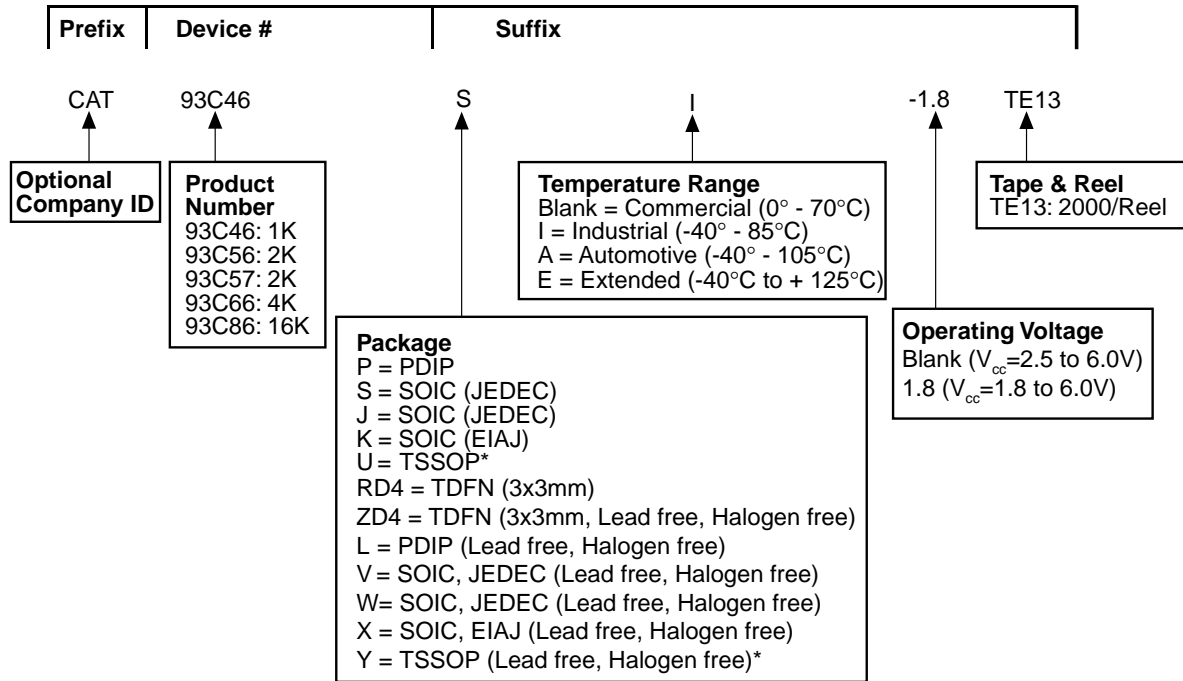 Prefix Device # Suffix
CAT 93C46 S I -1.8 TE13
Optional
Company ID
Product
Number
93C46: 1K
93C56: 2K
93C57: 2K
93C66: 4K
93C86: 16K
Temperature Range
Blank = Commercial (0° - 70°C)
I = Industrial (-40° - 85°C)
A = Automotive (-40° - 105°C)
E = Extended (-40°C to + 125°C)
Tape & Reel
TE13: 2000/Reel
Package
P = PDIP
S = SOIC (JEDEC)
J = SOIC (JEDEC)
K = SOIC (EIAJ)
U = TSSOP*
RD4 = TDFN (3x3mm)
ZD4 = TDFN (3x3mm, Lead free, Halogen free)
L = PDIP (Lead free, Halogen free)
V = SOIC, JEDEC (Lead free, Halogen free)
W= SOIC, JEDEC (Lead free, Halogen free)
X = SOIC, EIAJ (Lead free, Halogen free)
Y = TSSOP (Lead free, Halogen free)*
Operating Voltage
Blank (Vcc=2.5 to 6.0V)
1.8 (Vcc=1.8 to 6.0V)